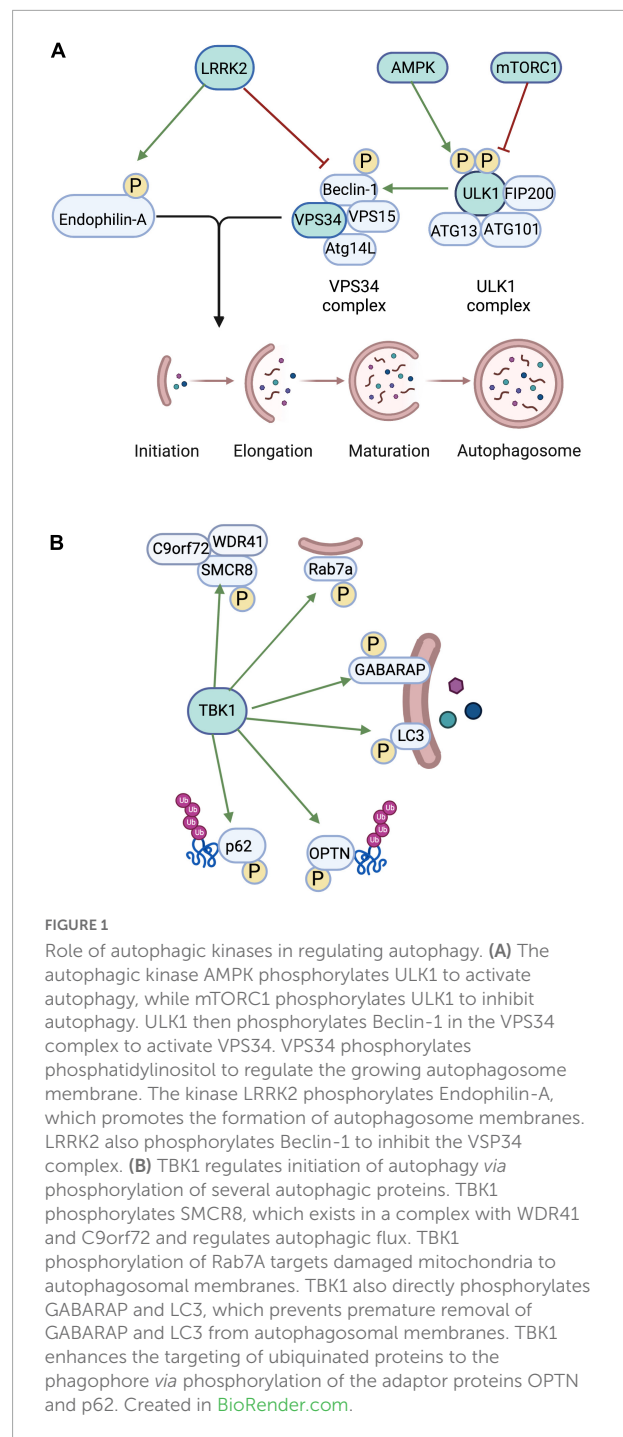 A
LRRK2
AMPK
mTORC1
P
P
P
P
Beclin-1
ULK1
FIP200
Endophilin-A
VPS34
VPS15
ATG13
ATG101
Atg14L
VPS34
complex
ULK1
complex
Initiation
Elongation
Maturation
Autophagosome
B
C9orf72
WDR41
SMCR8
P
Rab7a
P
P
GABARAP
TBK1
LC3
P
Ub
Ub
Ub
Ub
p62
P
Ub
Ub
Ub
Ub
OPTN
P
FIGURE 1
Role of autophagic kinases in regulating autophagy. (A) The
autophagic kinase AMPK phosphorylates ULK1 to activate
autophagy, while mTORC1 phosphorylates ULK1 to inhibit
autophagy. ULK1 then phosphorylates Beclin-1 in the VPS34
complex to activate VPS34. VPS34 phosphorylates
phosphatidylinositol to regulate the growing autophagosome
membrane. The kinase LRRK2 phosphorylates Endophilin-A,
which promotes the formation of autophagosome membranes.
LRRK2 also phosphorylates Beclin-1 to inhibit the VSP34
complex. (B) TBK1 regulates initiation of autophagy via
phosphorylation of several autophagic proteins. TBK1
phosphorylates SMCR8, which exists in a complex with WDR41
and C9orf72 and regulates autophagic flux. TBK1
phosphorylation of Rab7A targets damaged mitochondria to
autophagosomal membranes. TBK1 also directly phosphorylates
GABARAP and LC3, which prevents premature removal of
GABARAP and LC3 from autophagosomal membranes. TBK1
enhances the targeting of ubiquinated proteins to the
phagophore via phosphorylation of the adaptor proteins OPTN
and p62. Created in BioRender.com.